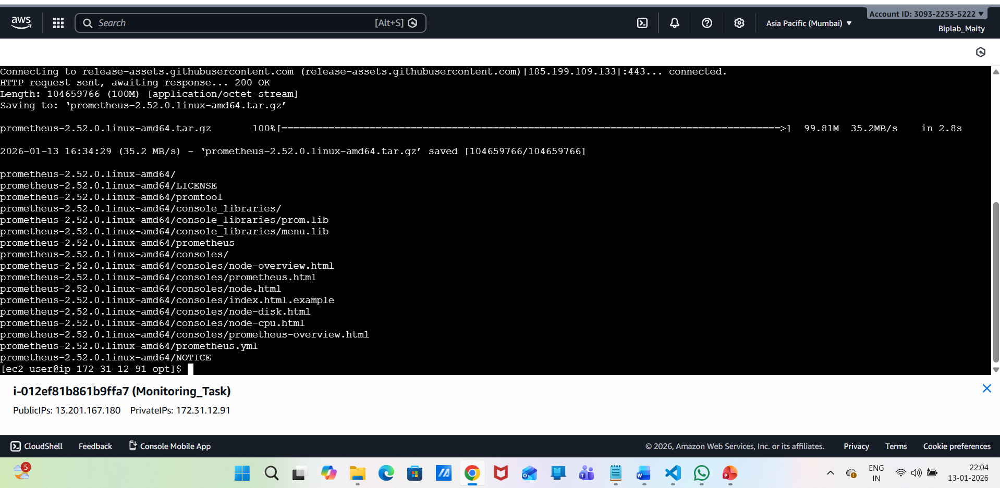 aws
Search
[Alt+S]
Asia Pacific (Mumbai) ▼
Account ID: 3093-2253-5222 ▼
Biplab_Maity
Connecting to release-assets.githubusercontent.com (release-assets.githubusercontent.com)|185.199.109.133|:443... connected.
HTTP request sent, awaiting response... 200 OK
Length: 104659766 (100M) [application/octet-stream]
Saving to: ‘prometheus-2.52.0.linux-amd64.tar.gz’
prometheus-2.52.0.linux-amd64.tar.gz 100%[=====================================================================================>] 99.81M 35.2MB/s in 2.8s
2026-01-13 16:34:29 (35.2 MB/s) - ‘prometheus-2.52.0.linux-amd64.tar.gz’ saved [104659766/104659766]
prometheus-2.52.0.linux-amd64/
prometheus-2.52.0.linux-amd64/LICENSE
prometheus-2.52.0.linux-amd64/promtool
prometheus-2.52.0.linux-amd64/console_libraries/
prometheus-2.52.0.linux-amd64/console_libraries/prom.lib
prometheus-2.52.0.linux-amd64/console_libraries/menu.lib
prometheus-2.52.0.linux-amd64/prometheus
prometheus-2.52.0.linux-amd64/consoles/
prometheus-2.52.0.linux-amd64/consoles/node-overview.html
prometheus-2.52.0.linux-amd64/consoles/prometheus.html
prometheus-2.52.0.linux-amd64/consoles/node.html
prometheus-2.52.0.linux-amd64/consoles/index.html.example
prometheus-2.52.0.linux-amd64/consoles/node-disk.html
prometheus-2.52.0.linux-amd64/consoles/node-cpu.html
prometheus-2.52.0.linux-amd64/consoles/prometheus-overview.html
prometheus-2.52.0.linux-amd64/prometheus.yml
prometheus-2.52.0.linux-amd64/NOTICE
[ec2-user@ip-172-31-12-91 opt]$
i-012ef81b861b9ffa7 (Monitoring_Task)
PublicIPs: 13.201.167.180 PrivateIPs: 172.31.12.91
CloudShell Feedback Console Mobile App © 2026, Amazon Web Services, Inc. or its affiliates. Privacy Terms Cookie preferences
5
ENG
IN
22:04
13-01-2026